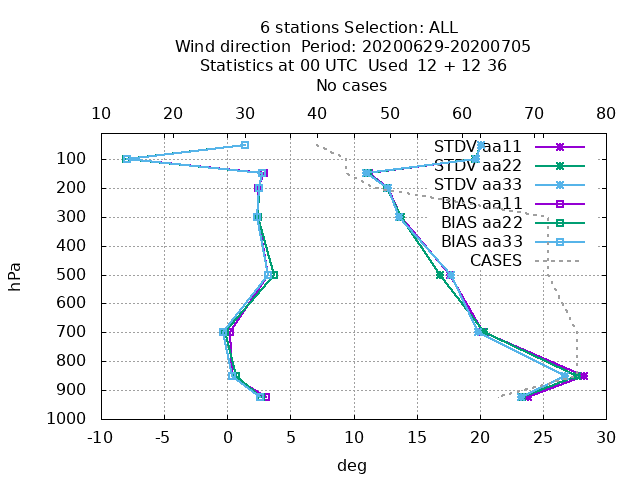 6 stations Selection: ALL
Wind direction  Period: 20200629-20200705
Statistics at 00 UTC  Used  12 + 12 36
No cases
10 20 30 40 50 60 70 80
STDV aa11
100
STDV aa22
STDV aa33
200
BIAS aa11
300
BIAS aa22
400
BIAS aa33
CASES
500
hPa
600
700
800
900
1000
-10 -5 0 5 10 15 20 25 30
deg